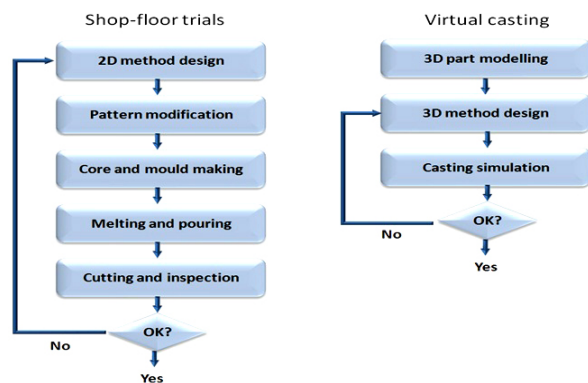 Shop-floor trials
2D method design
Pattern modification
Core and mould making
Melting and pouring
Cutting and inspection
OK?
No
Yes
Virtual casting
3D part modelling
3D method design
Casting simulation
OK?
No
Yes